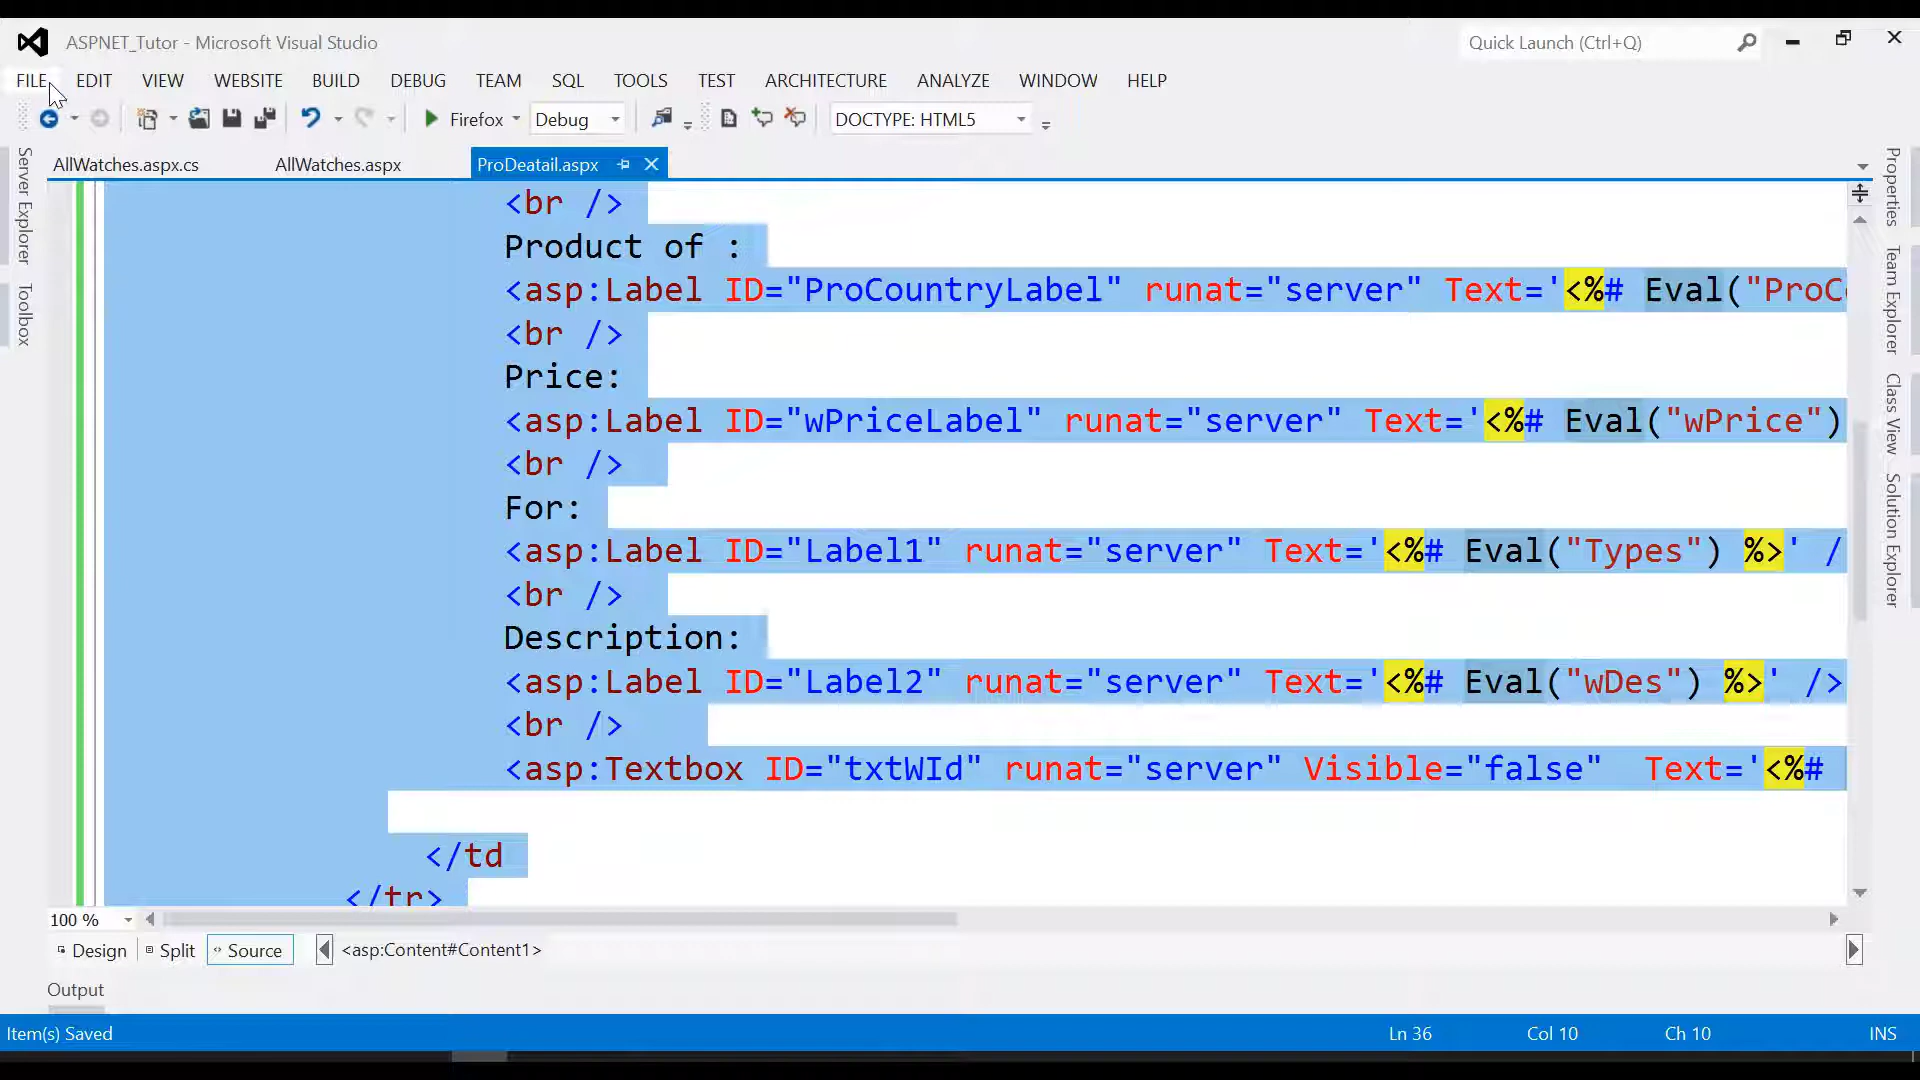 ASPNET_Tutor - Microsoft Visual Studio
Quick Launch (Ctrl+Q)
FILE EDIT VIEW WEBSITE BUILD DEBUG TEAM SQL TOOLS TEST ARCHITECTURE ANALYZE WINDOW HELP
Firefox Debug DOCTYPE: HTML5
AllWatches.aspx.cs AllWatches.aspx ProDeatail.aspx
Server Explorer
Toolbox
<br />
Product of :
<asp:Label ID="ProCountryLabel" runat="server" Text='<%# Eval("ProC
<br />
Price:
<asp:Label ID="wPriceLabel" runat="server" Text='<%# Eval("wPrice")
<br />
For:
<asp:Label ID="Label1" runat="server" Text='<%# Eval("Types") %>' /
<br />
Description:
<asp:Label ID="Label2" runat="server" Text='<%# Eval("wDes") %>' />
<br />
<asp:Textbox ID="txtWId" runat="server" Visible="false"  Text='<%#
</td
</tr>
Properties
Team Explorer
Class View
Solution Explorer
100 %
Design Split Source <asp:Content#Content1>
Output
Item(s) Saved Ln 36 Col 10 Ch 10 INS